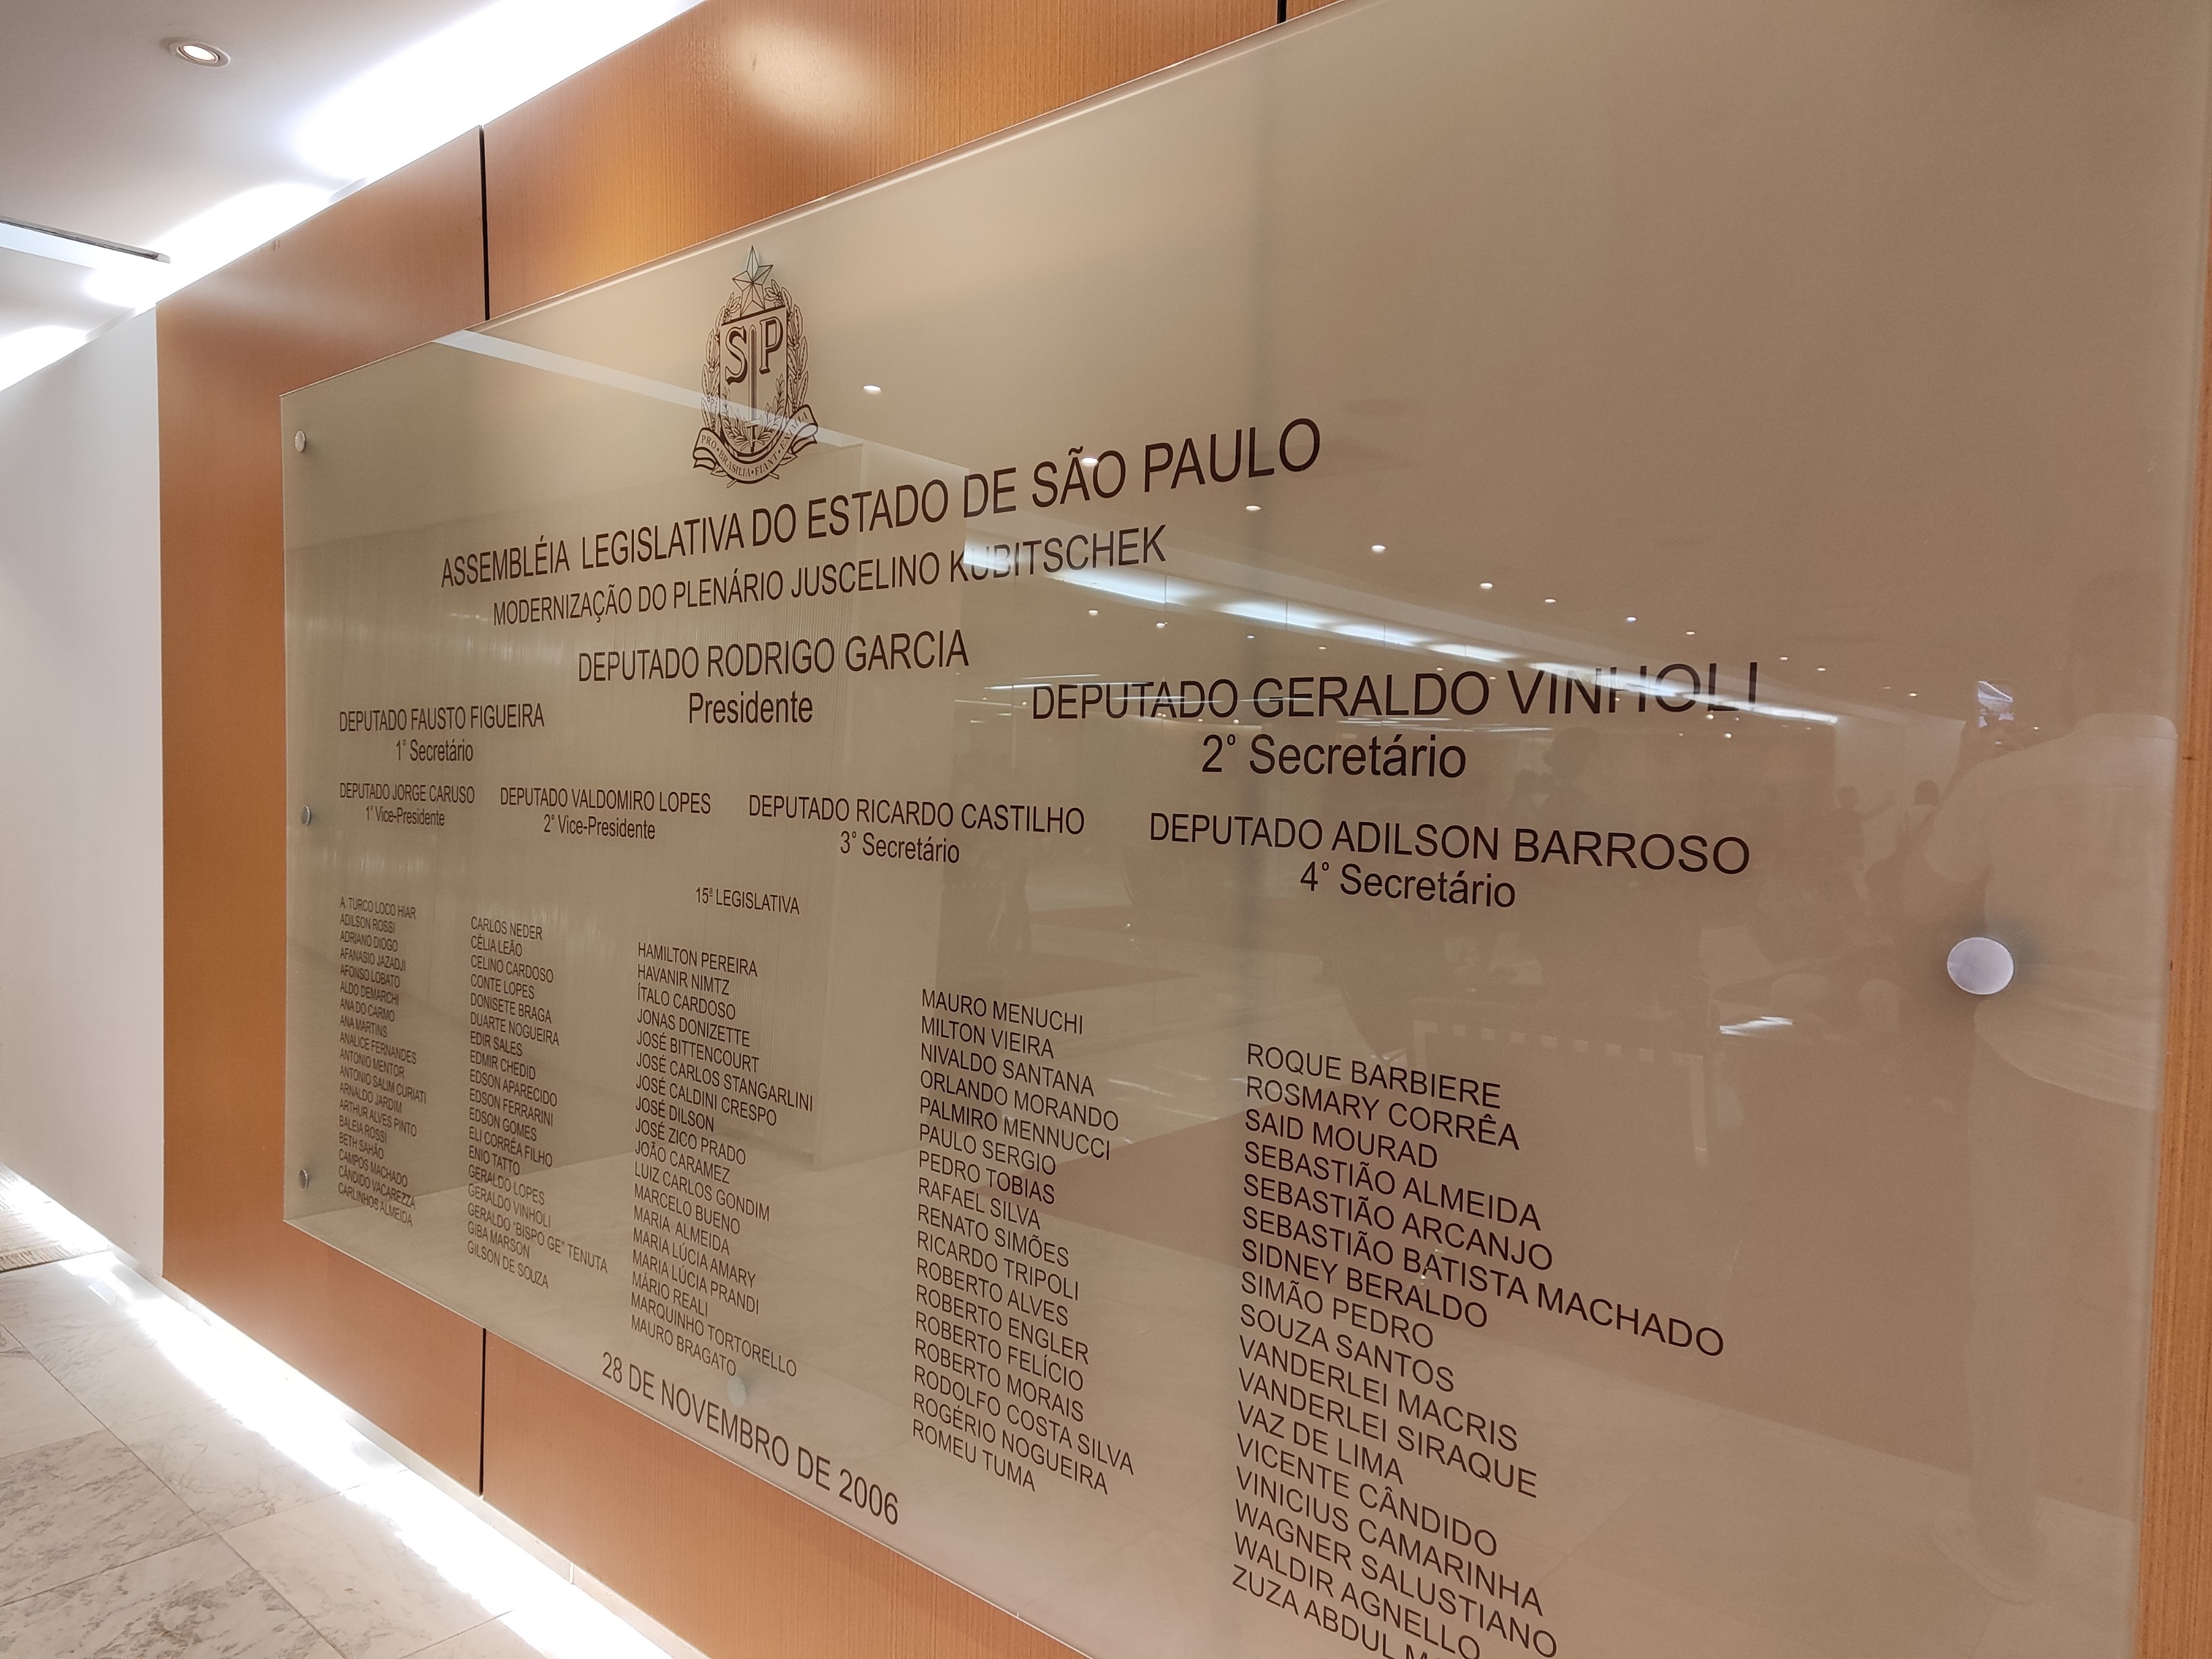 SP
PRO·BRASILIA·FIANT·EXIMIA
ASSEMBLÉIA LEGISLATIVA DO ESTADO DE SÃO PAULO
MODERNIZAÇÃO DO PLENÁRIO JUSCELINO KUBITSCHEK
DEPUTADO RODRIGO GARCIA
Presidente
DEPUTADO FAUSTO FIGUEIRA
1° Secretário
DEPUTADO GERALDO VINHOLI
2° Secretário
DEPUTADO JORGE CARUSO
1° Vice-Presidente
DEPUTADO VALDOMIRO LOPES
2° Vice-Presidente
DEPUTADO RICARDO CASTILHO
3° Secretário
DEPUTADO ADILSON BARROSO
4° Secretário
15ª LEGISLATIVA
A. TURCO LOCO HIAR
ADILSON ROSSI
ADRIANO DIOGO
AFANASIO JAZADJI
AFONSO LOBATO
ALDO DEMARCHI
ANA DO CARMO
ANA MARTINS
ANALICE FERNANDES
ANTONIO MENTOR
ANTONIO SALIM CURIATI
ARNALDO JARDIM
ARTHUR ALVES PINTO
BALEIA ROSSI
BETH SAHÃO
CAMPOS MACHADO
CÂNDIDO VACAREZZA
CARLINHOS ALMEIDA
CARLOS NEDER
CÉLIA LEÃO
CELINO CARDOSO
CONTE LOPES
DONISETE BRAGA
DUARTE NOGUEIRA
EDIR SALES
EDMIR CHEDID
EDSON APARECIDO
EDSON FERRARINI
EDSON GOMES
ELI CORRÊA FILHO
ENIO TATTO
GERALDO LOPES
GERALDO VINHOLI
GERALDO "BISPO GE" TENUTA
GIBA MARSON
GILSON DE SOUZA
HAMILTON PEREIRA
HAVANIR NIMTZ
ÍTALO CARDOSO
JONAS DONIZETTE
JOSÉ BITTENCOURT
JOSÉ CARLOS STANGARLINI
JOSÉ CALDINI CRESPO
JOSÉ DILSON
JOSÉ ZICO PRADO
JOÃO CARAMEZ
LUIZ CARLOS GONDIM
MARCELO BUENO
MARIA ALMEIDA
MARIA LÚCIA AMARY
MARIA LÚCIA PRANDI
MÁRIO REALI
MARQUINHO TORTORELLO
MAURO BRAGATO
MAURO MENUCHI
MILTON VIEIRA
NIVALDO SANTANA
ORLANDO MORANDO
PALMIRO MENNUCCI
PAULO SERGIO
PEDRO TOBIAS
RAFAEL SILVA
RENATO SIMÕES
RICARDO TRIPOLI
ROBERTO ALVES
ROBERTO ENGLER
ROBERTO FELÍCIO
ROBERTO MORAIS
RODOLFO COSTA SILVA
ROGÉRIO NOGUEIRA
ROMEU TUMA
ROQUE BARBIERE
ROSMARY CORRÊA
SAID MOURAD
SEBASTIÃO ALMEIDA
SEBASTIÃO ARCANJO
SEBASTIÃO BATISTA MACHADO
SIDNEY BERALDO
SIMÃO PEDRO
SOUZA SANTOS
VANDERLEI MACRIS
VANDERLEI SIRAQUE
VAZ DE LIMA
VICENTE CÂNDIDO
VINICIUS CAMARINHA
WAGNER SALUSTIANO
WALDIR AGNELLO
ZUZA ABDUL
28 DE NOVEMBRO DE 2006